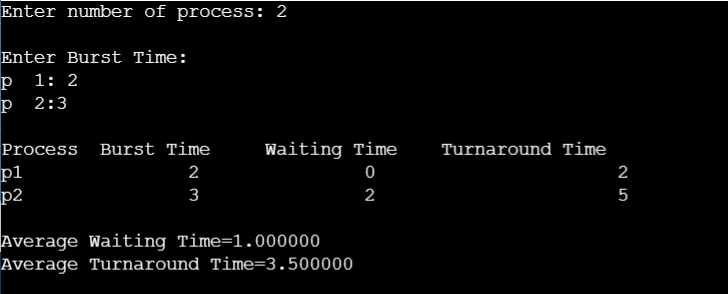 Enter number of process: 2
Enter Burst Time:
p  1: 2
p  2:3
Process  Burst Time     Waiting Time    Turnaround Time
p1               2               0                      2
p2               3               2                      5
Average Waiting Time=1.000000
Average Turnaround Time=3.500000